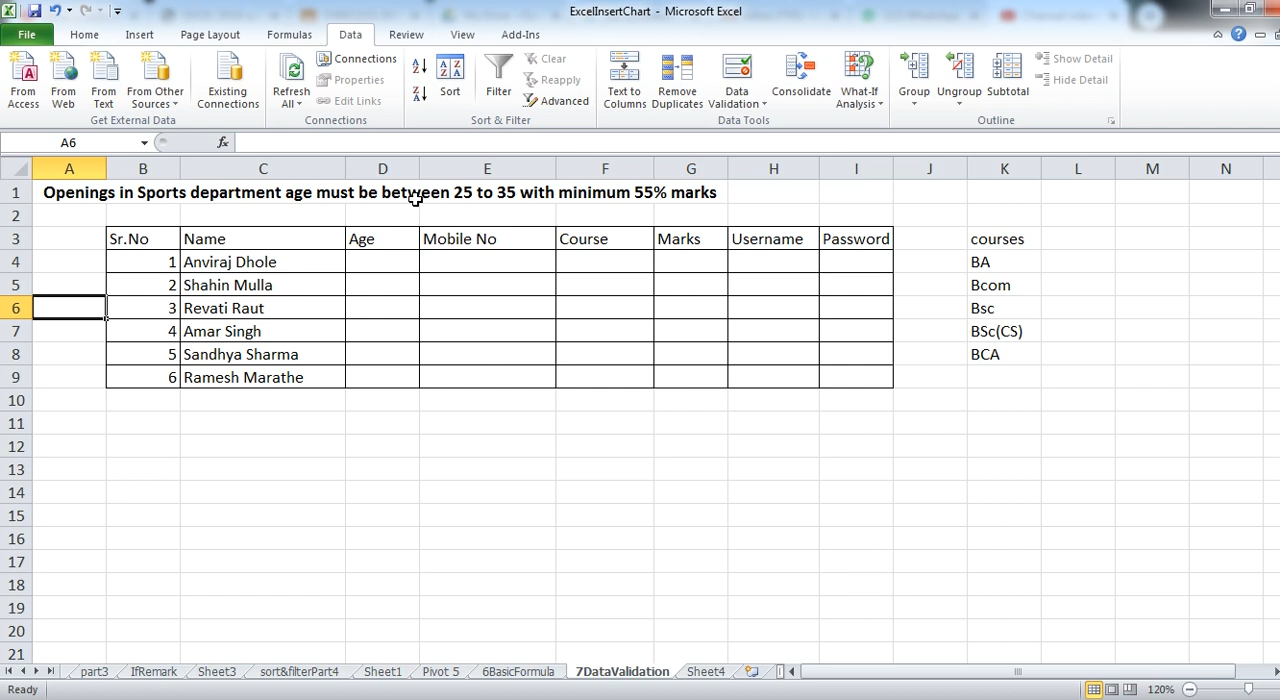 ExcelInsertChart - Microsoft Excel
File Home Insert Page Layout Formulas Data Review View Add-Ins
From Access
From Web
From Text
From Other Sources
Existing Connections
Get External Data
Refresh All
Connections
Properties
Edit Links
Connections
Sort
Filter
Clear
Reapply
Advanced
Sort & Filter
Text to Columns
Remove Duplicates
Data Validation
Consolidate
What-If Analysis
Data Tools
Group
Ungroup
Subtotal
Show Detail
Hide Detail
Outline
A6 fx
A B C D E F G H I J K L M N
1 Openings in Sports department age must be between 25 to 35 with minimum 55% marks
2
3 Sr.No Name Age Mobile No Course Marks Username Password courses
4 1 Anviraj Dhole BA
5 2 Shahin Mulla Bcom
6 3 Revati Raut Bsc
7 4 Amar Singh BSc(CS)
8 5 Sandhya Sharma BCA
9 6 Ramesh Marathe
10
11
12
13
14
15
16
17
18
19
20
21
part3 IfRemark Sheet3 sort&filterPart4 Sheet1 Pivot 5 6BasicFormula 7DataValidation Sheet4
Ready 120%